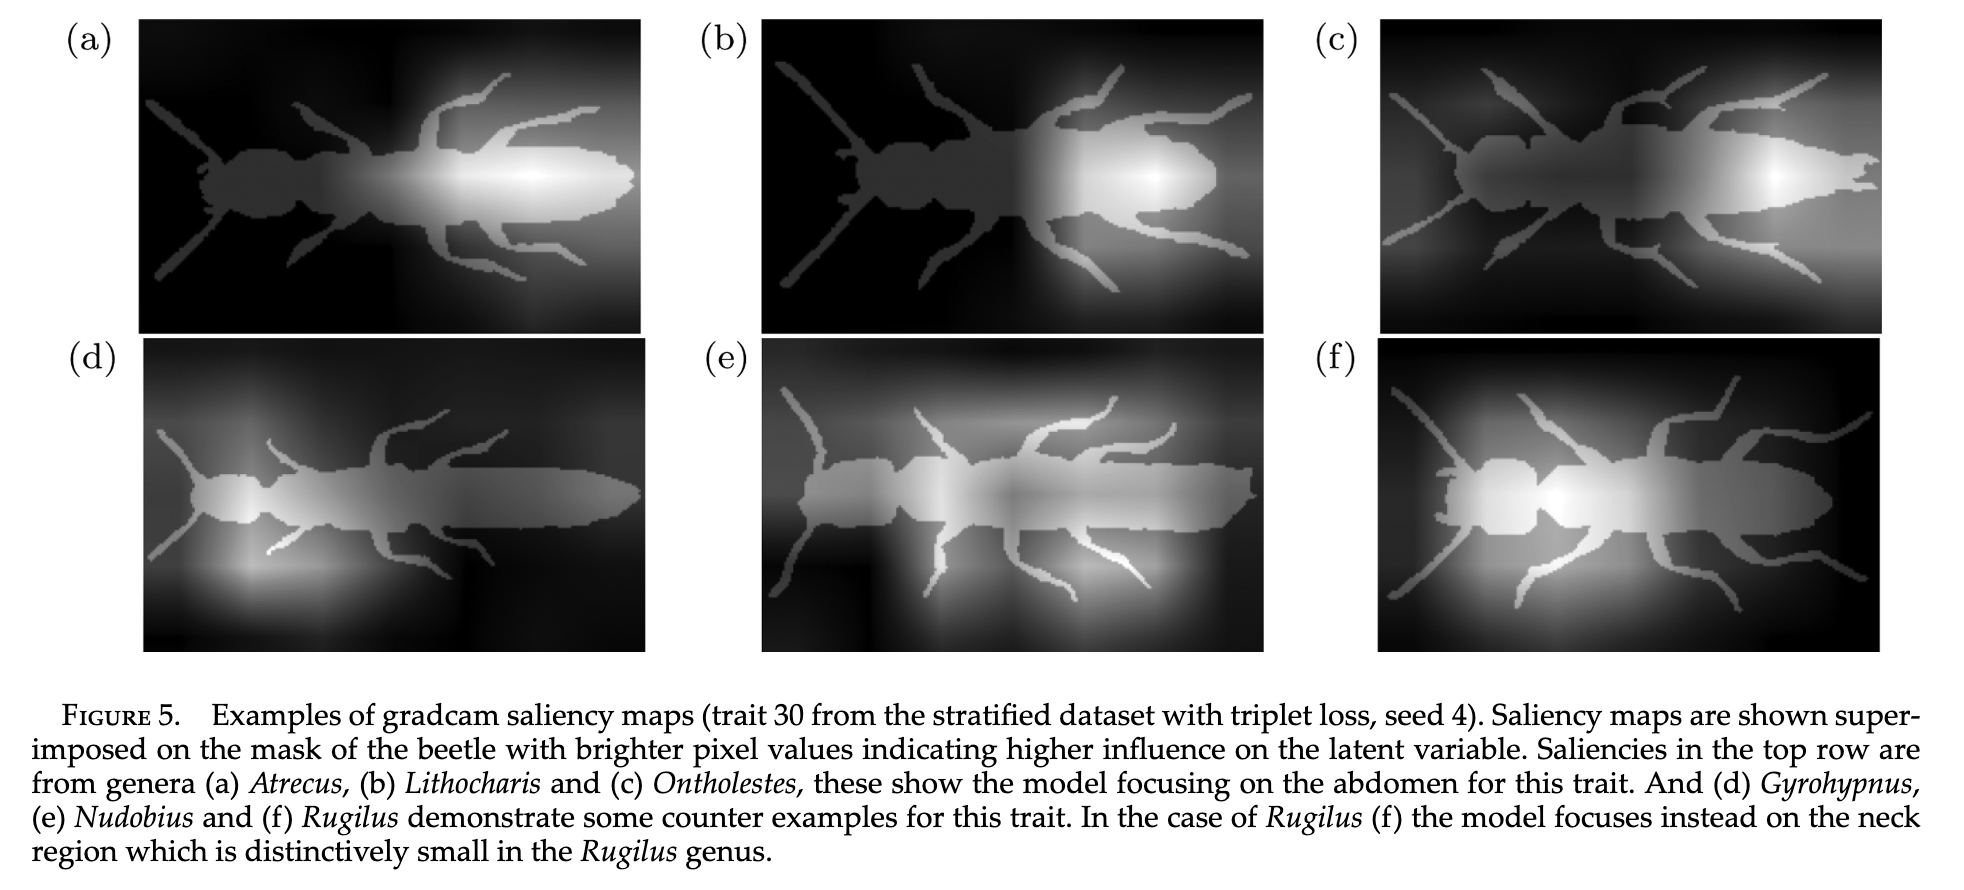 (a) (b) (c)
(d) (e) (f)
FIGURE 5. Examples of gradcam saliency maps (trait 30 from the stratified dataset with triplet loss, seed 4). Saliency maps are shown super-
imposed on the mask of the beetle with brighter pixel values indicating higher influence on the latent variable. Saliencies in the top row are
from genera (a) Atrecus, (b) Lithocharis and (c) Ontholestes, these show the model focusing on the abdomen for this trait. And (d) Gyrohypnus,
(e) Nudobius and (f) Rugilus demonstrate some counter examples for this trait. In the case of Rugilus (f) the model focuses instead on the neck
region which is distinctively small in the Rugilus genus.